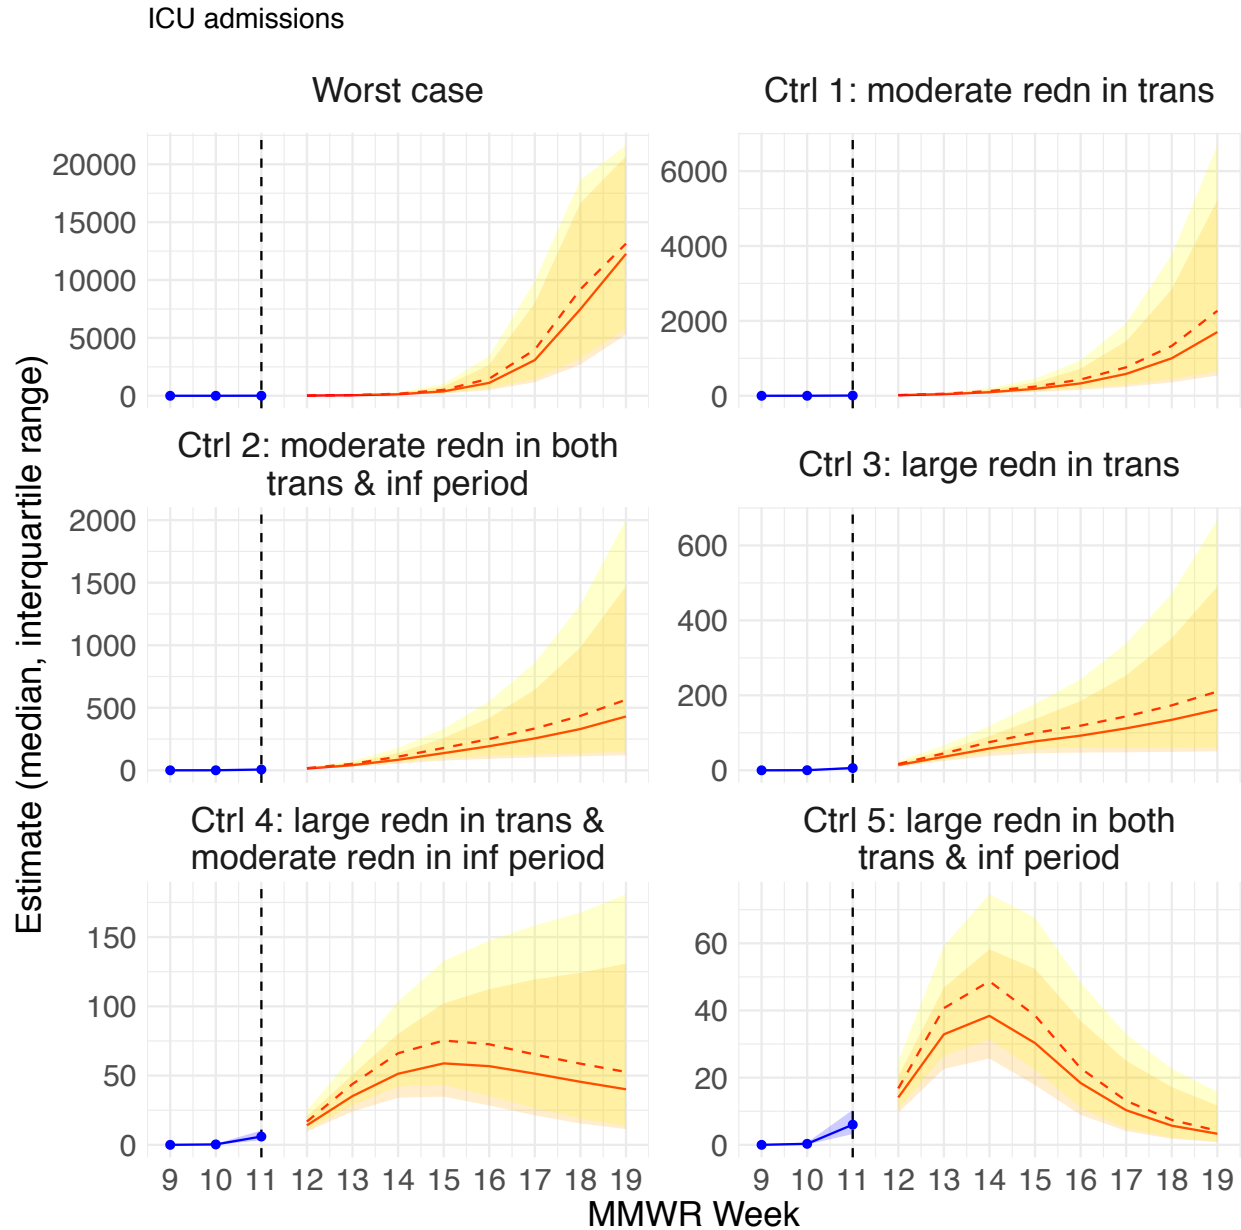 ICU admissions
Worst case
Ctrl 1: moderate redn in trans
20000
15000
10000
5000
0
6000
4000
2000
0
Ctrl 2: moderate redn in both
trans & inf period
Ctrl 3: large redn in trans
2000
1500
1000
500
0
600
400
200
0
Ctrl 4: large redn in trans &
moderate redn in inf period
Ctrl 5: large redn in both
trans & inf period
150
100
50
0
60
40
20
0
9 10 11 12 13 14 15 16 17 18 19
9 10 11 12 13 14 15 16 17 18 19
MMWR Week
Estimate (median, interquartile range)